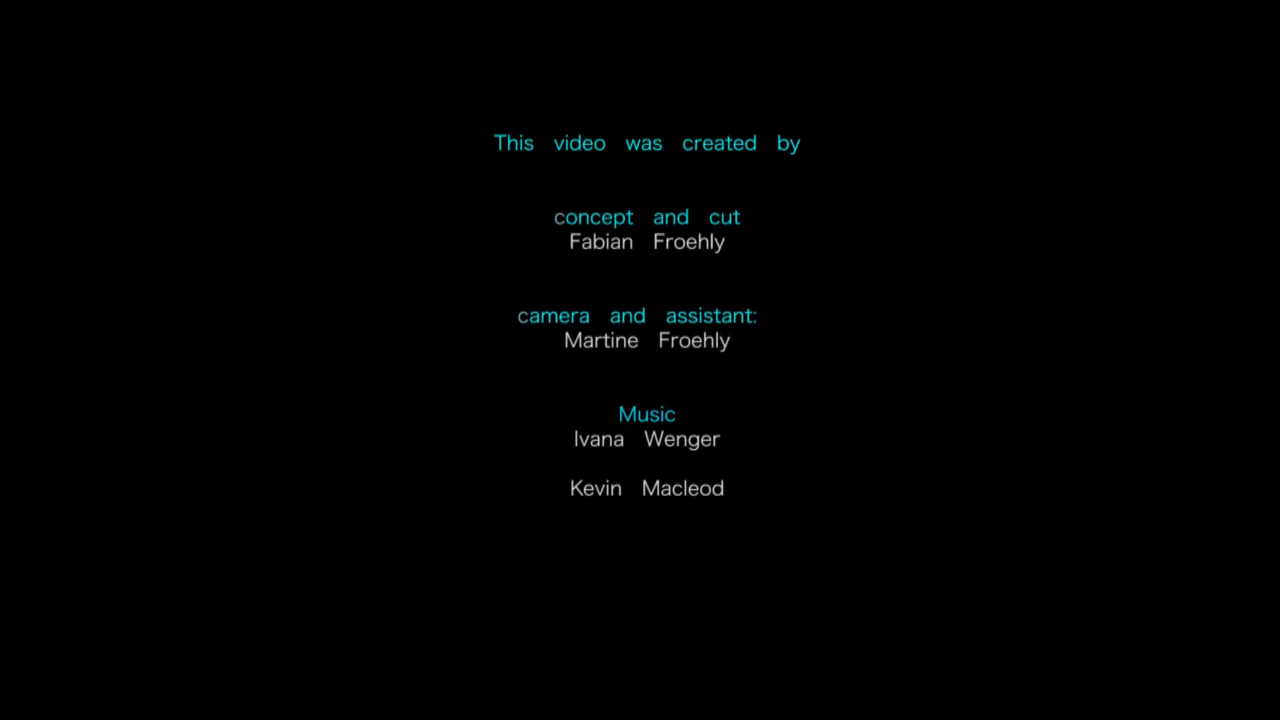 This video was created by
concept and cut
Fabian Froehly
camera and assistant:
Martine Froehly
Music
Ivana Wenger
Kevin Macleod